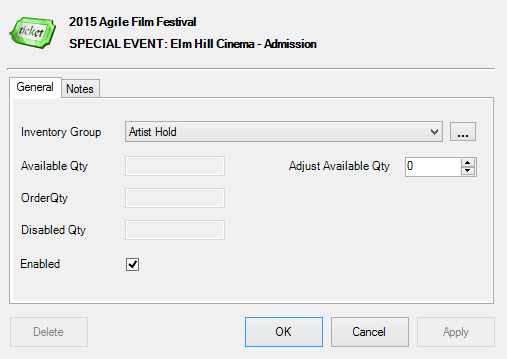 ticket
2015 Agile Film Festival
SPECIAL EVENT: Elm Hill Cinema - Admission
General Notes
Inventory Group Artist Hold ...
Available Qty Adjust Available Qty 0
OrderQty
Disabled Qty
Enabled
Delete OK Cancel Apply